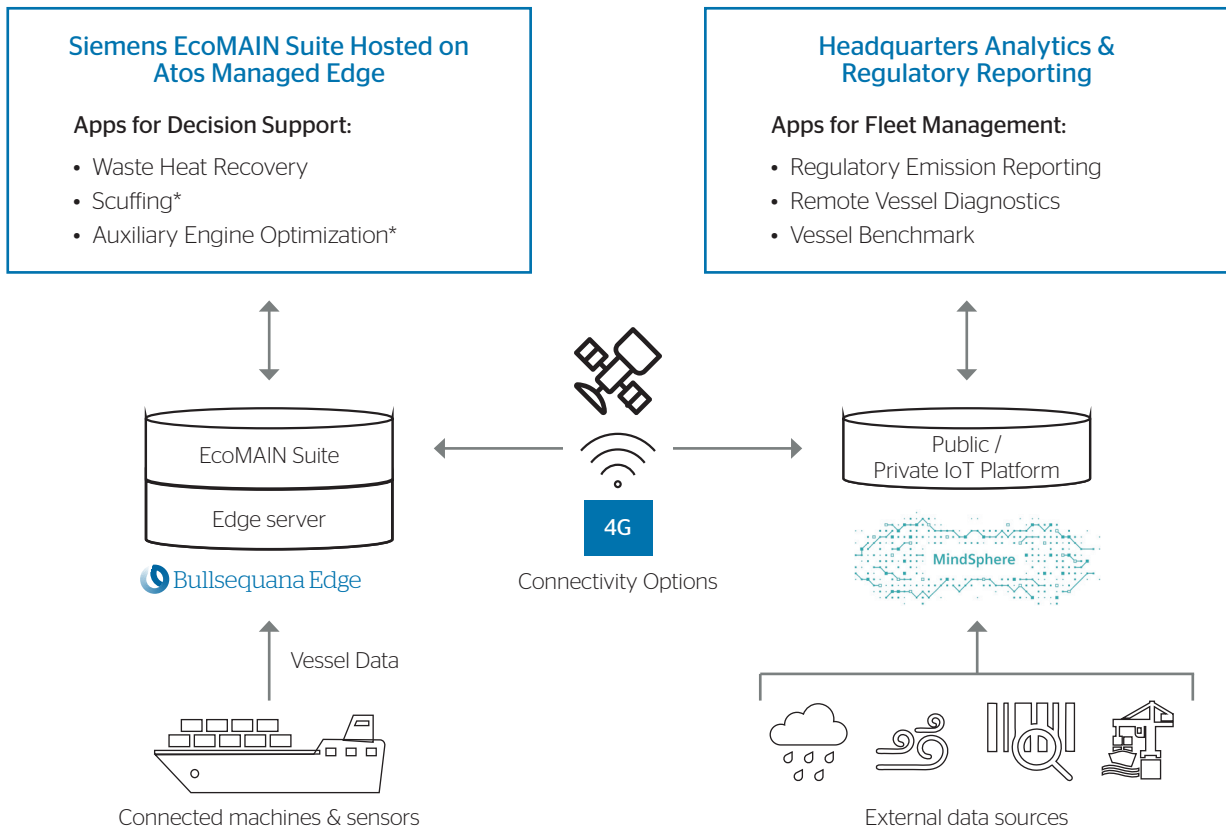 Siemens EcoMAIN Suite Hosted on
Atos Managed Edge
Apps for Decision Support:
• Waste Heat Recovery
• Scuffing*
• Auxiliary Engine Optimization*
Headquarters Analytics &
Regulatory Reporting
Apps for Fleet Management:
• Regulatory Emission Reporting
• Remote Vessel Diagnostics
• Vessel Benchmark
EcoMAIN Suite
Edge server
Bullsequana Edge
4G
Connectivity Options
Public /
Private IoT Platform
MindSphere
Vessel Data
Connected machines & sensors
External data sources